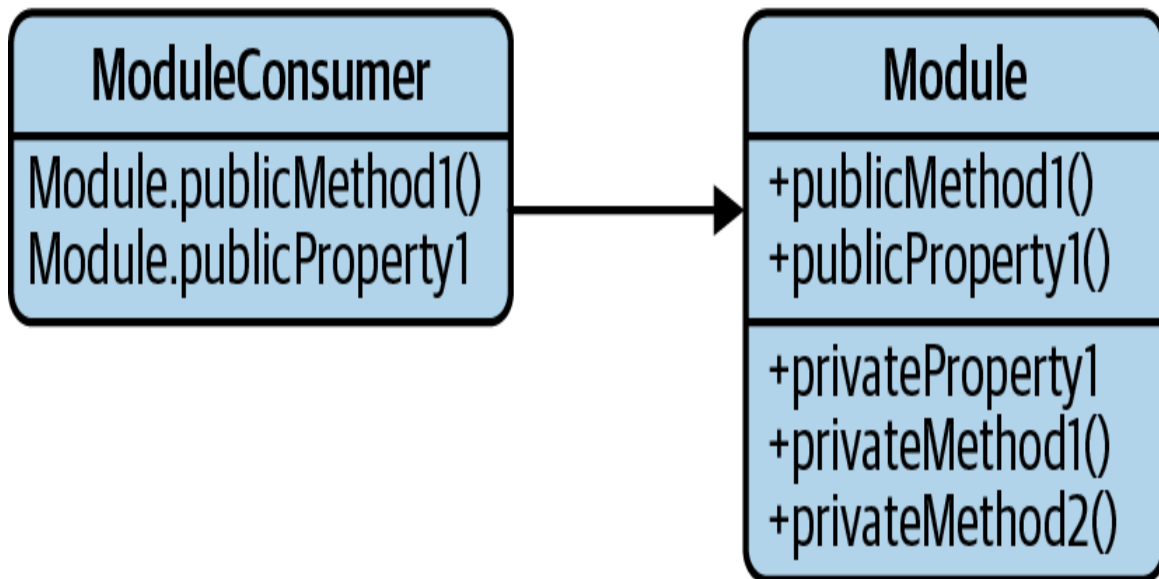 ModuleConsumer
Module.publicMethod1()
Module.publicProperty1
Module
+publicMethod1()
+publicProperty1()
+privateProperty1
+privateMethod1()
+privateMethod2()